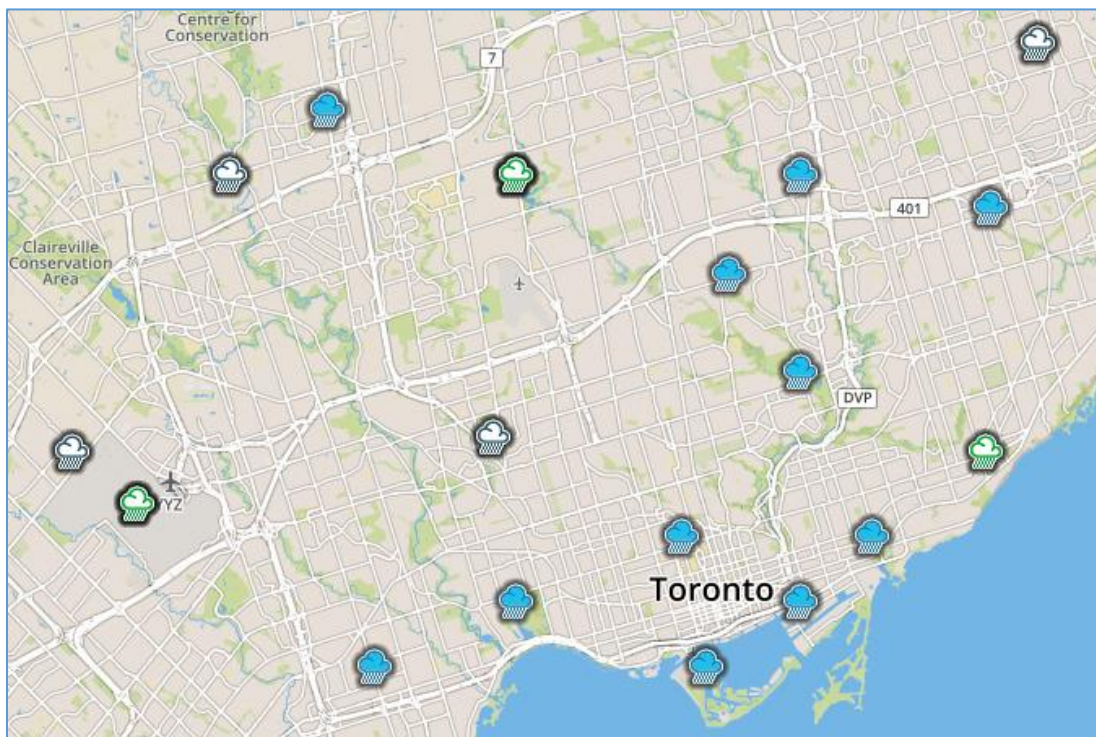 Centre for
Conservation
7
401
Claireville
Conservation
Area
DVP
YYZ
Toronto